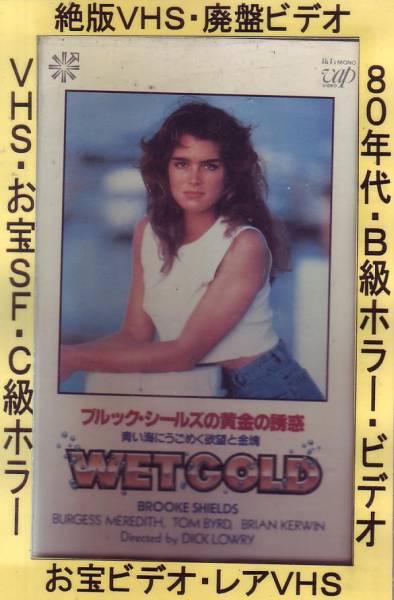 絶版VHS・廃盤ビデオ
VHS・お宝SF・C級ホラー
80年代・B級ホラー・ビデオ
Hi-Fi MONO
vap
VIDEO
ブルック・シールズの黄金の誘惑
青い海にうごめく欲望と金塊
WET GOLD
BROOKE SHIELDS
BURGESS MEREDITH, TOM BYRD, BRIAN KERWIN
Directed by DICK LOWRY
お宝ビデオ・レアVHS